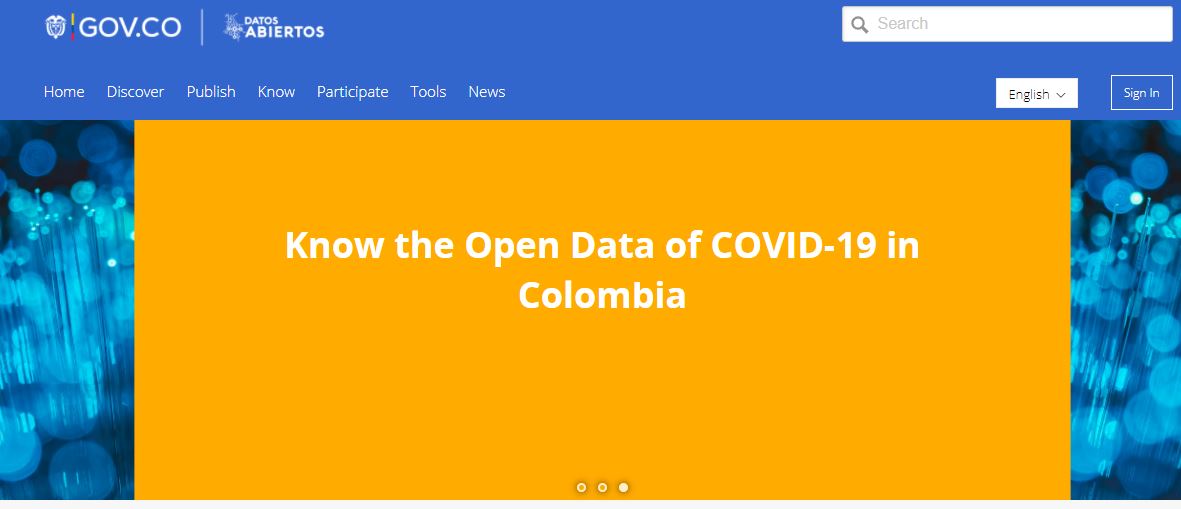 GOV.CO
DATOS
ABIERTOS
Search
Home Discover Publish Know Participate Tools News
English
Sign In
Know the Open Data of COVID-19 in
Colombia